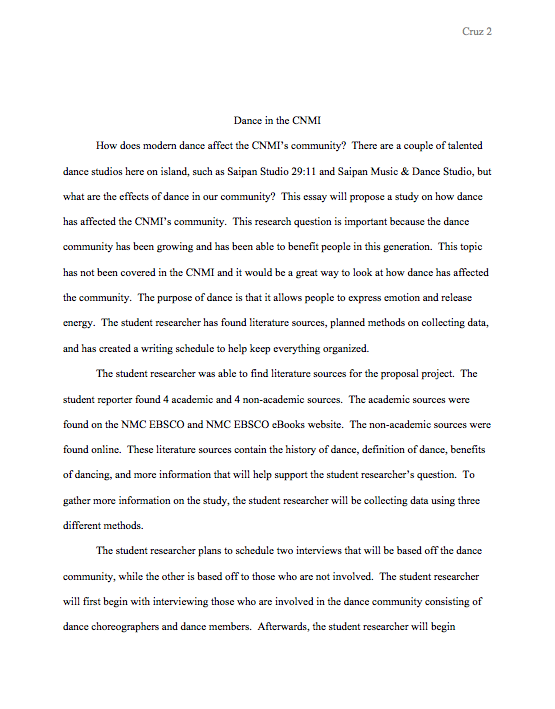 Cruz 2
Dance in the CNMI
How does modern dance affect the CNMI's community?  There are a couple of talented
dance studios here on island, such as Saipan Studio 29:11 and Saipan Music & Dance Studio, but
what are the effects of dance in our community?  This essay will propose a study on how dance
has affected the CNMI's community.  This research question is important because the dance
community has been growing and has been able to benefit people in this generation.  This topic
has not been covered in the CNMI and it would be a great way to look at how dance has affected
the community.  The purpose of dance is that it allows people to express emotion and release
energy.  The student researcher has found literature sources, planned methods on collecting data,
and has created a writing schedule to help keep everything organized.
The student researcher was able to find literature sources for the proposal project.  The
student reporter found 4 academic and 4 non-academic sources.  The academic sources were
found on the NMC EBSCO and NMC EBSCO eBooks website.  The non-academic sources were
found online.  These literature sources contain the history of dance, definition of dance, benefits
of dancing, and more information that will help support the student researcher's question.  To
gather more information on the study, the student researcher will be collecting data using three
different methods.
The student researcher plans to schedule two interviews that will be based off the dance
community, while the other is based off to those who are not involved.  The student researcher
will first begin with interviewing those who are involved in the dance community consisting of
dance choreographers and dance members.  Afterwards, the student researcher will begin